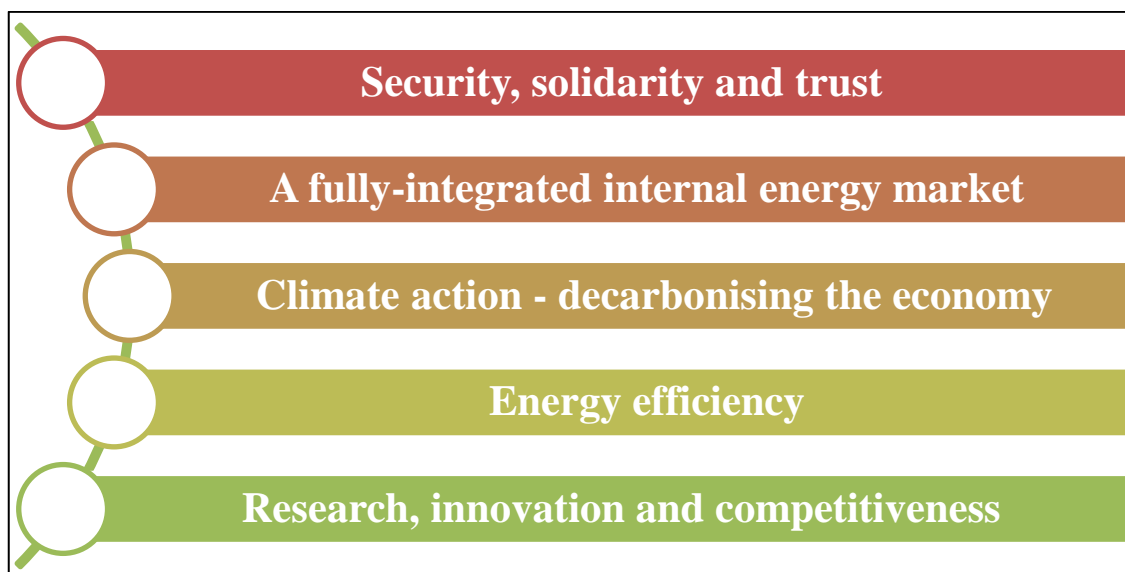 Security, solidarity and trust
A fully-integrated internal energy market
Climate action - decarbonising the economy
Energy efficiency
Research, innovation and competitiveness